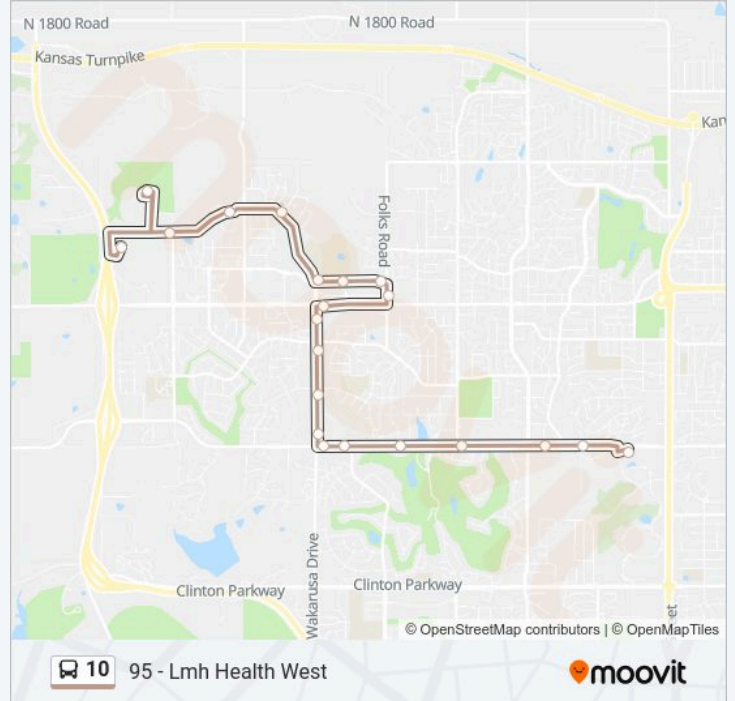 N 1800 Road
N 1800 Road
Kansas Turnpike
Kan
Folks Road
Wakarusa Drive
Clinton Parkway
Clinton Parkway
et
© OpenStreetMap contributors | © OpenMapTiles
10 95 - Lmh Health West
moovit